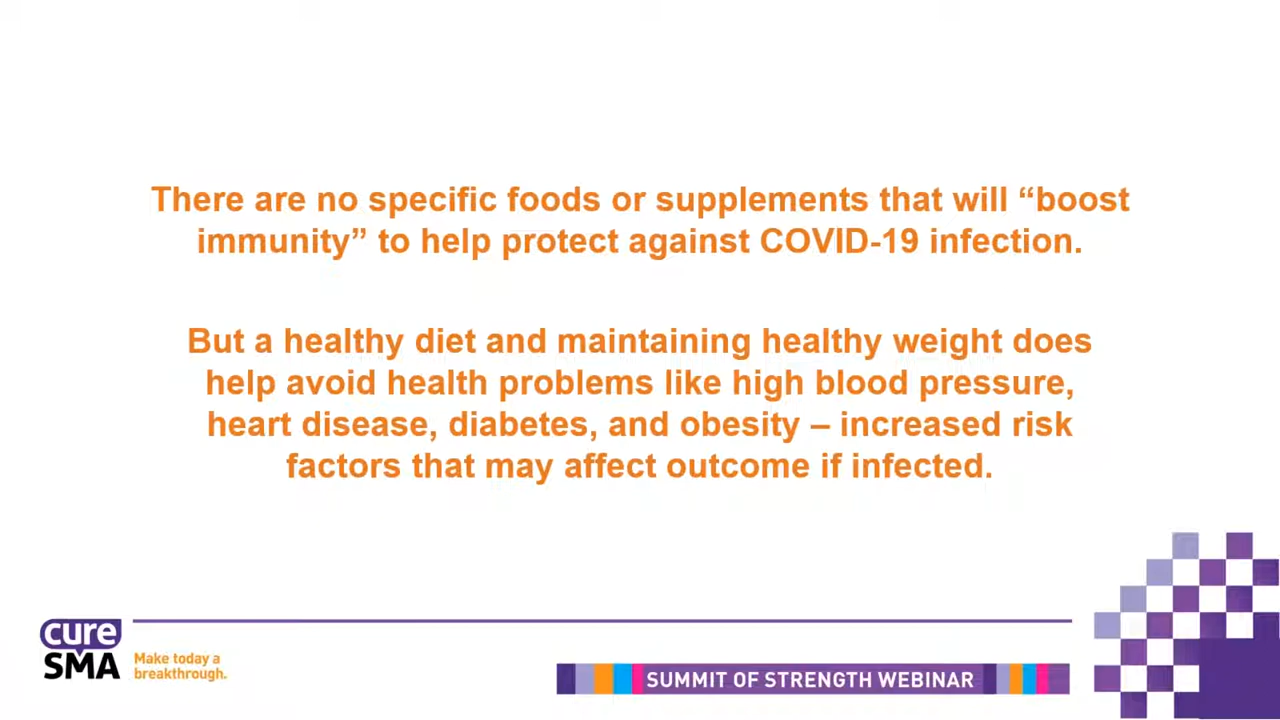 There are no specific foods or supplements that will “boost
immunity” to help protect against COVID-19 infection.
But a healthy diet and maintaining healthy weight does
help avoid health problems like high blood pressure,
heart disease, diabetes, and obesity – increased risk
factors that may affect outcome if infected.
cure
SMA
Make today a
breakthrough.
SUMMIT OF STRENGTH WEBINAR